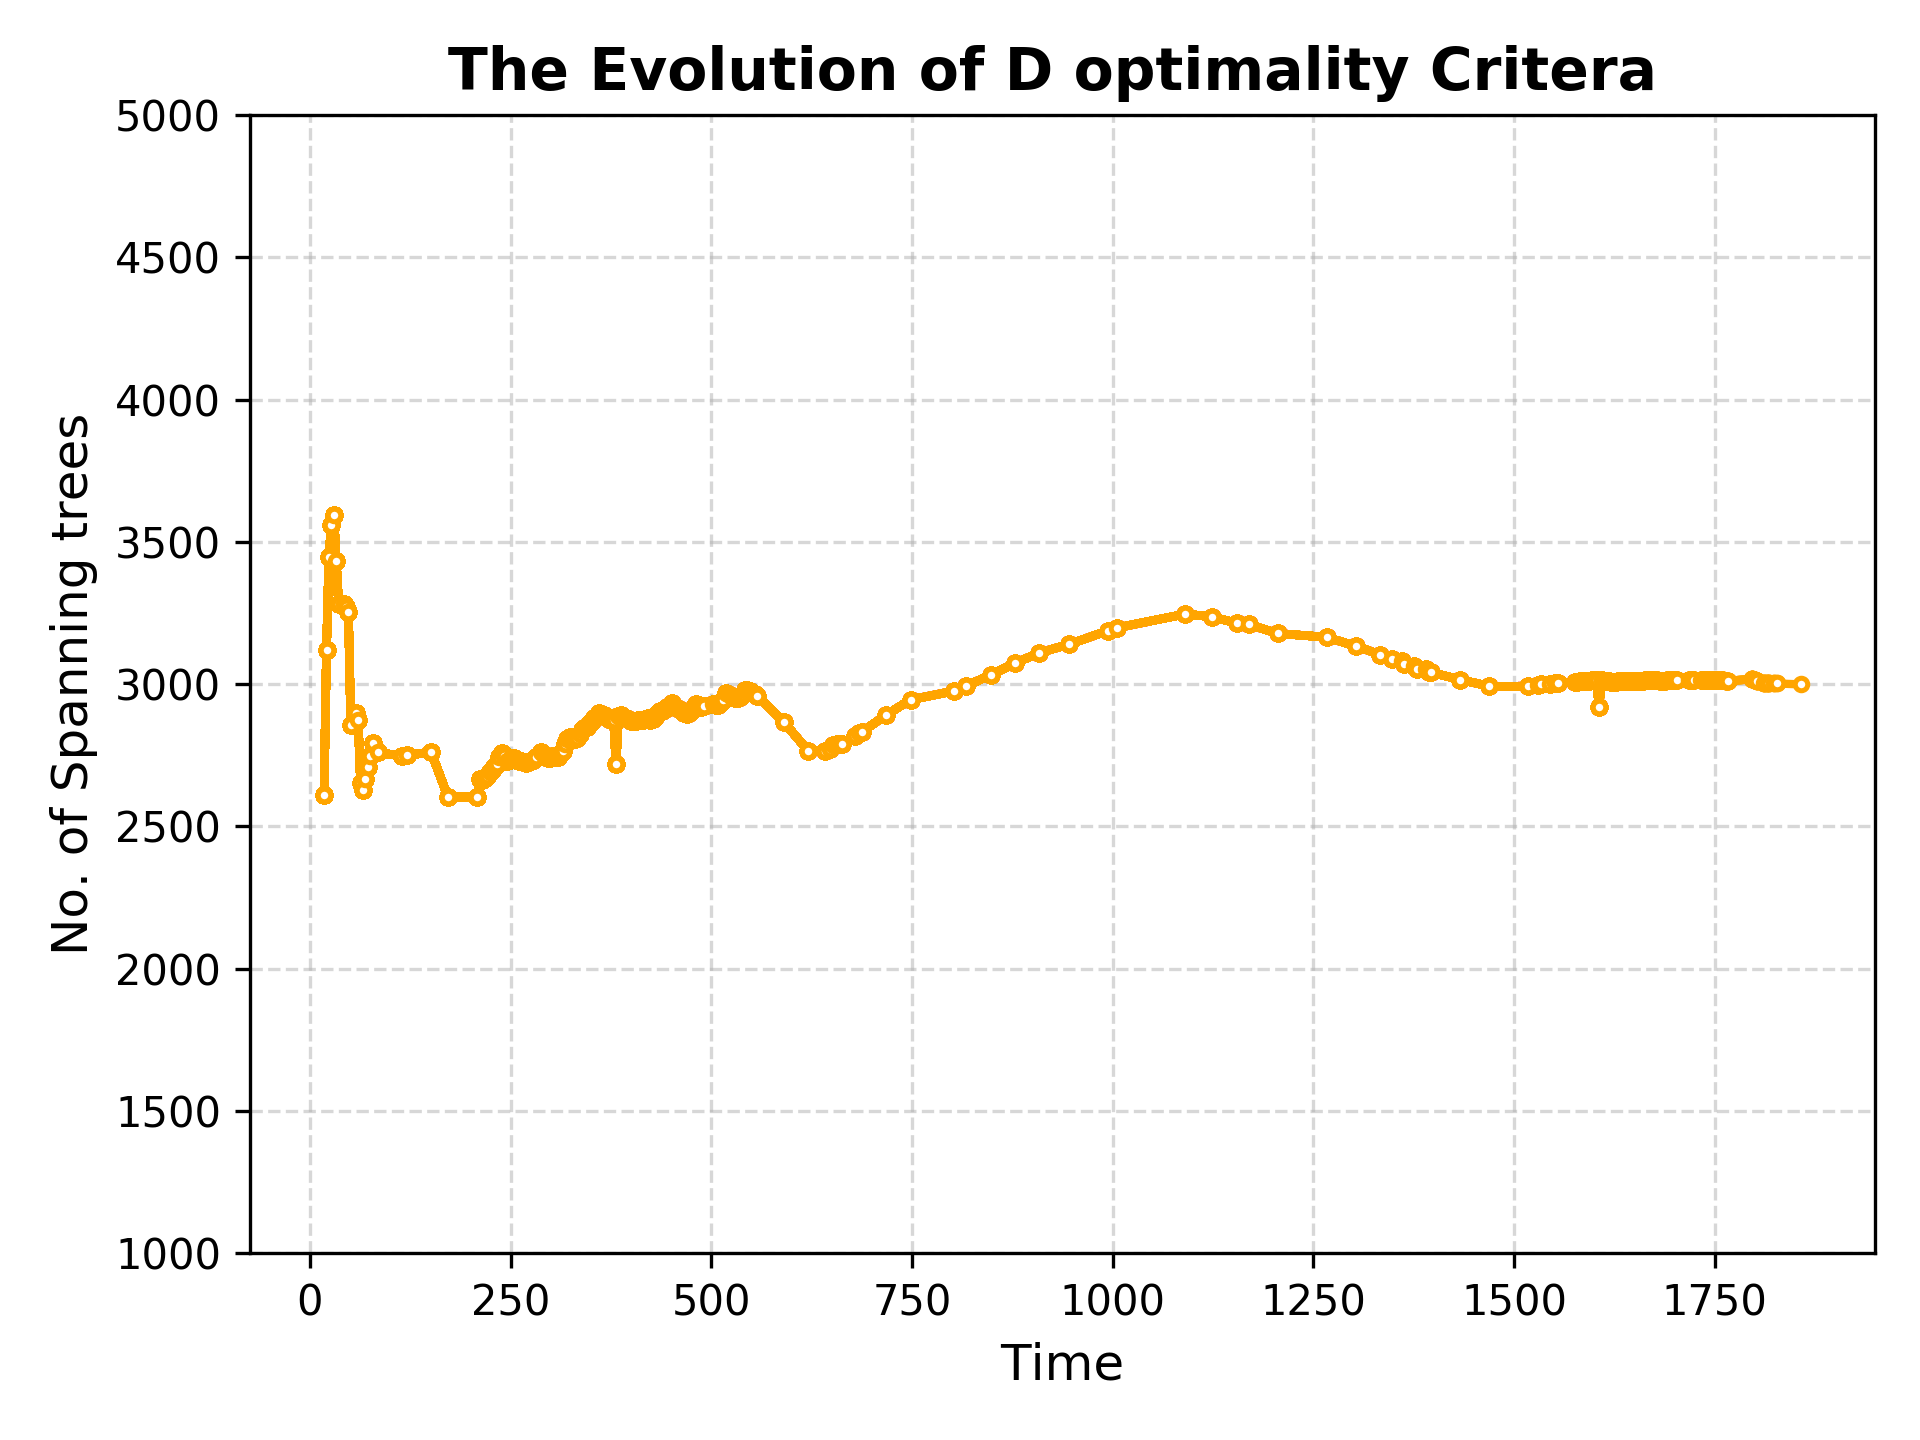 The Evolution of D optimality Critera
5000
4500
4000
3500
3000
2500
2000
1500
1000
No. of Spanning trees
0 250 500 750 1000 1250 1500 1750
Time